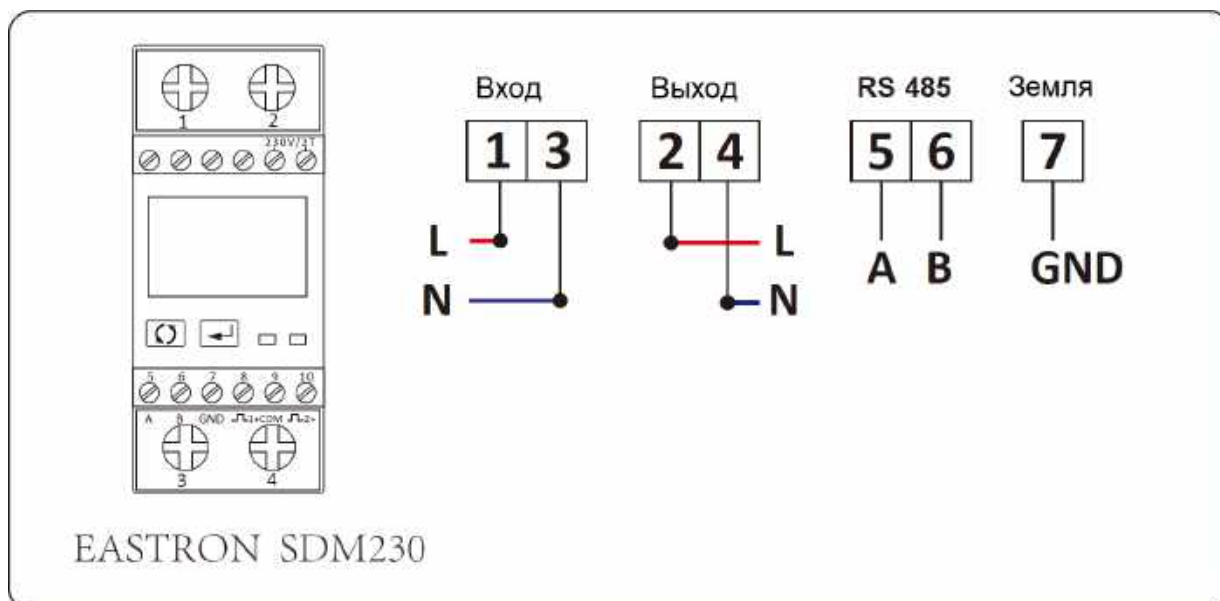 1 2
230V/2T
5 6 7 8 9 10
A B GND
3 4
EASTRON SDM230
Вход
1 3
L
N
Выход
2 4
L
N
RS 485
5 6
A B
Земля
7
GND